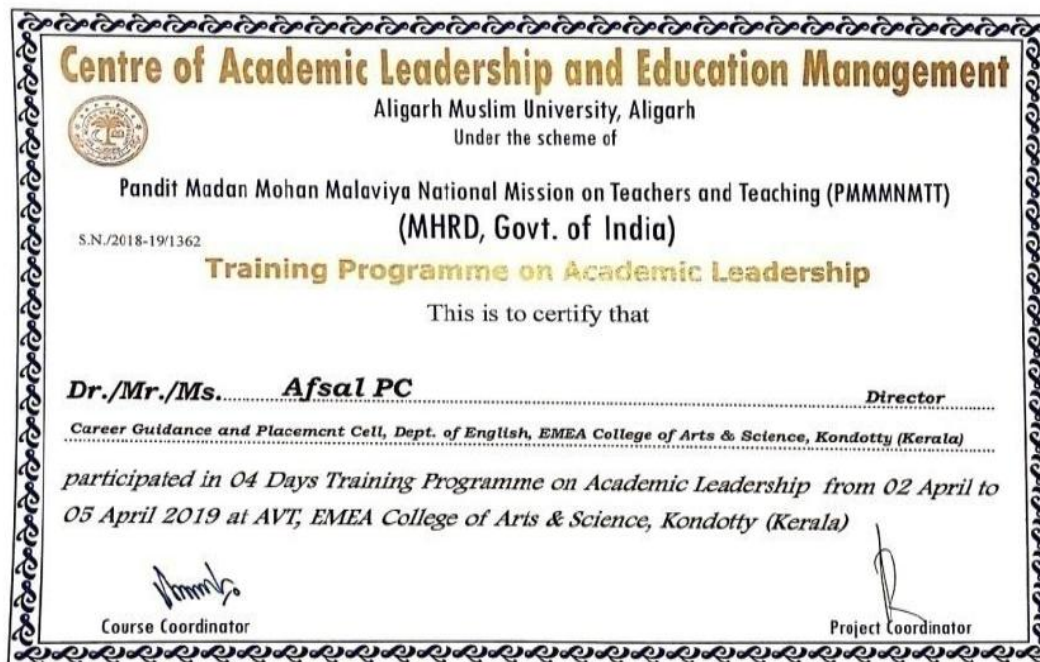 Centre of Academic Leadership and Education Management
Aligarh Muslim University, Aligarh
Under the scheme of
Pandit Madan Mohan Malaviya National Mission on Teachers and Teaching (PMMMNMTT)
(MHRD, Govt. of India)
S.N./2018-19/1362
Training Programme on Academic Leadership
This is to certify that
Dr./Mr./Ms. Afsal PC Director
Career Guidance and Placement Cell, Dept. of English, EMEA College of Arts & Science, Kondotty (Kerala)
participated in 04 Days Training Programme on Academic Leadership from 02 April to
05 April 2019 at AVT, EMEA College of Arts & Science, Kondotty (Kerala)
Course Coordinator
Project Coordinator